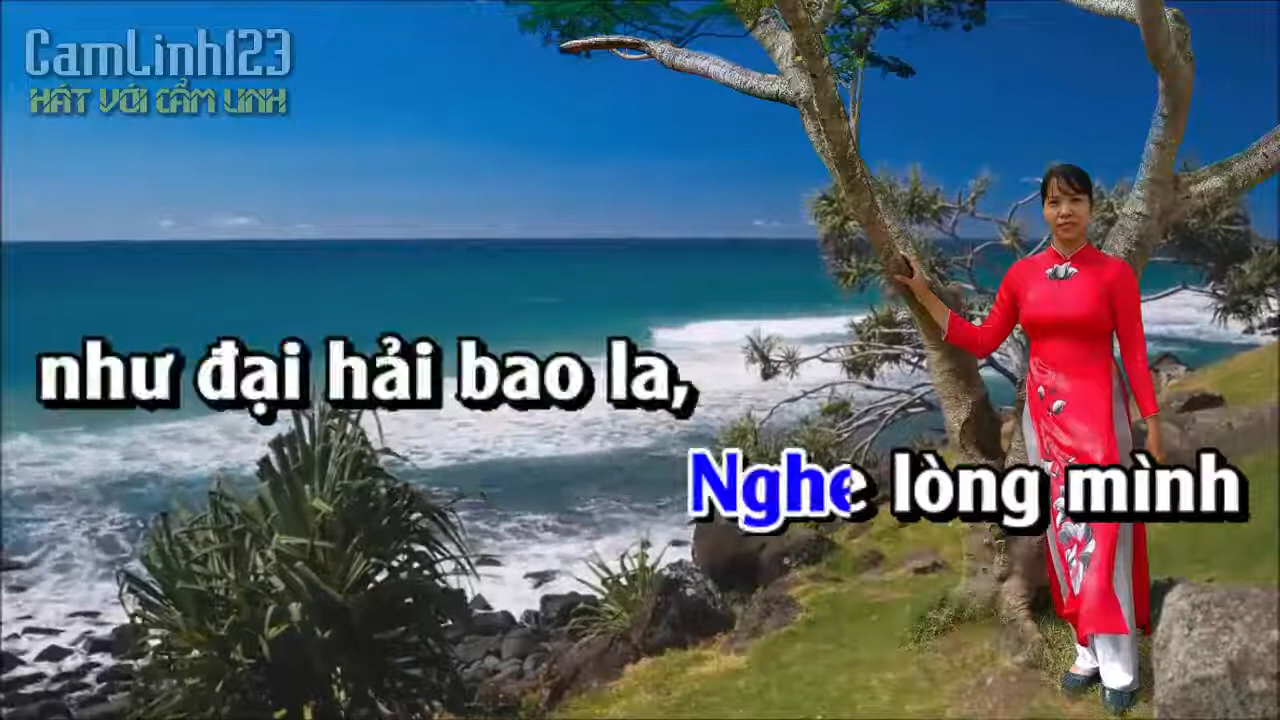 CamLinh123
HÁT VỚI CẨM LINH
như đại hải bao la,
Nghe lòng mình